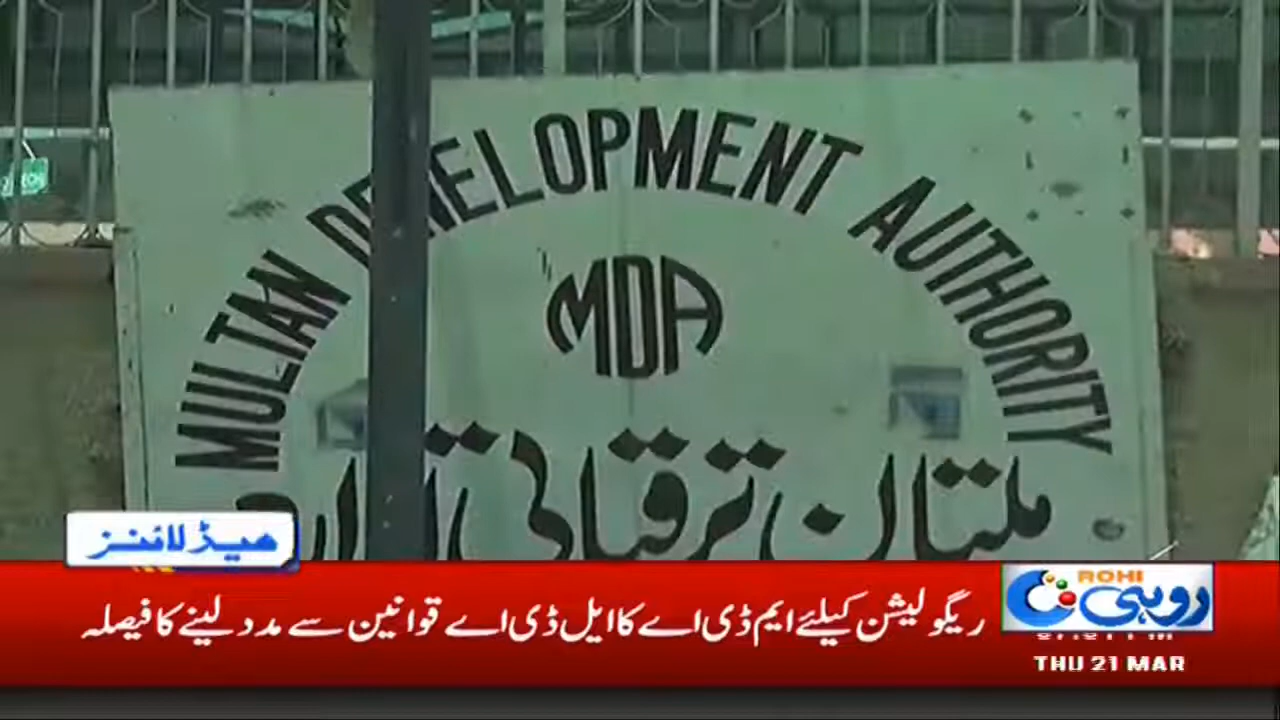 MULTAN DEVELOPMENT AUTHORITY
MDA
ملتان ترقیاتی
ہیڈ لائنز
ROHI
روہی
ریگولیشن کیلئے ایم ڈی اے کا ایل ڈی اے قوانین سے مدد لینے کا فیصلہ
THU 21 MAR